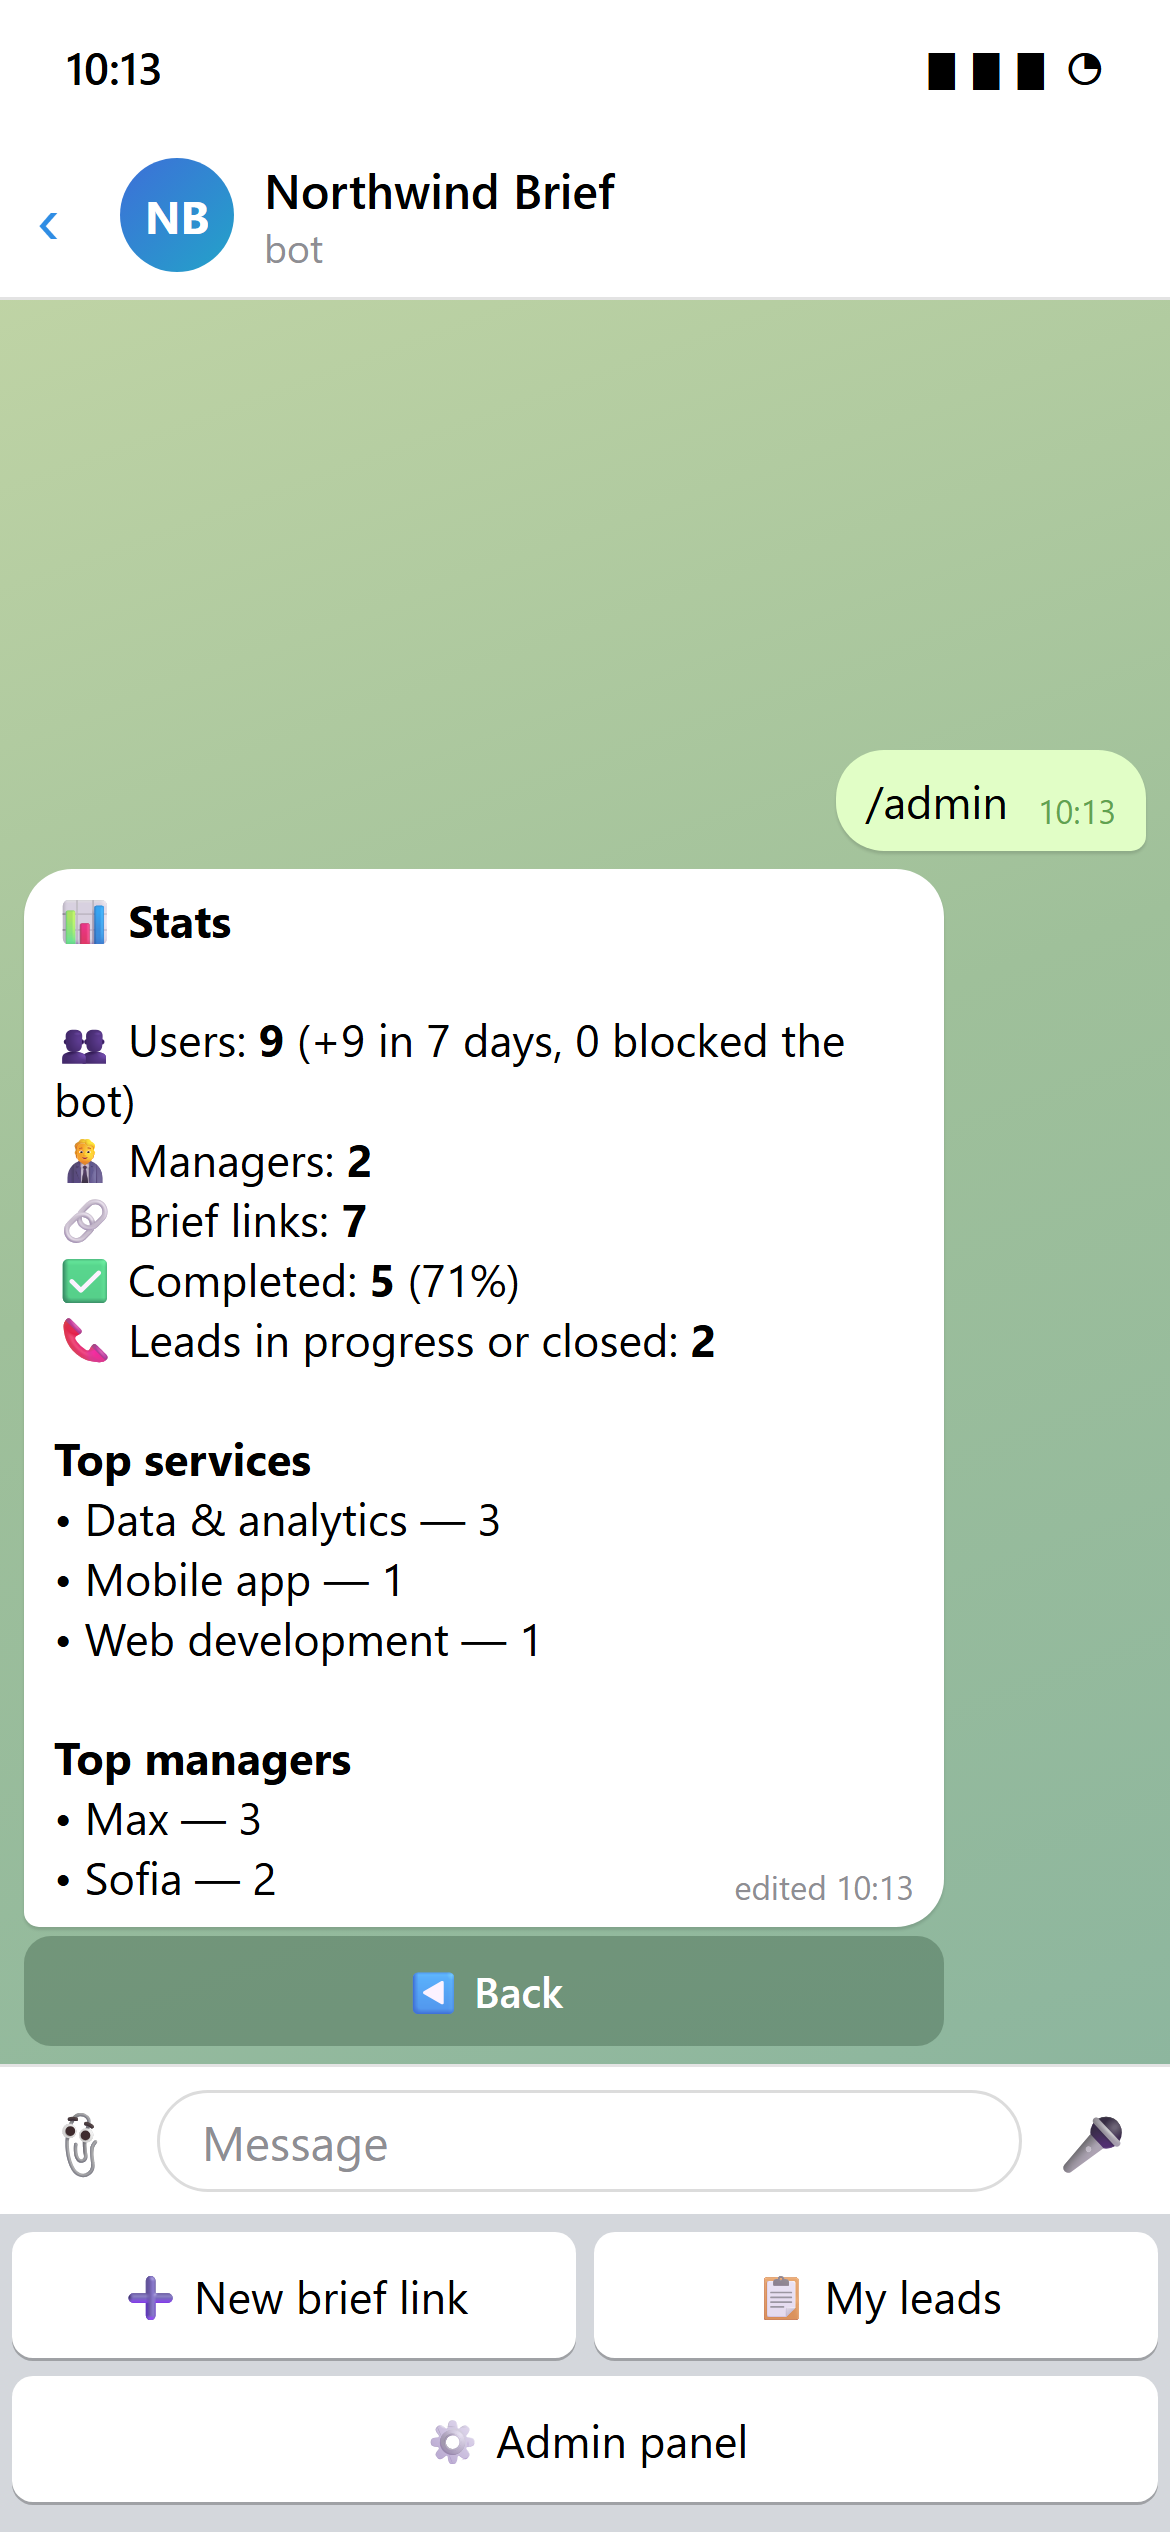 10:13
NB
Northwind Brief
bot
/admin 10:13
📊 Stats
👥 Users: 9 (+9 in 7 days, 0 blocked the
bot)
👨‍💼 Managers: 2
🔗 Brief links: 7
✅ Completed: 5 (71%)
📞 Leads in progress or closed: 2
Top services
• Data & analytics — 3
• Mobile app — 1
• Web development — 1
Top managers
• Max — 3
• Sofia — 2
edited 10:13
◀️ Back
Message
➕ New brief link
📋 My leads
⚙️ Admin panel